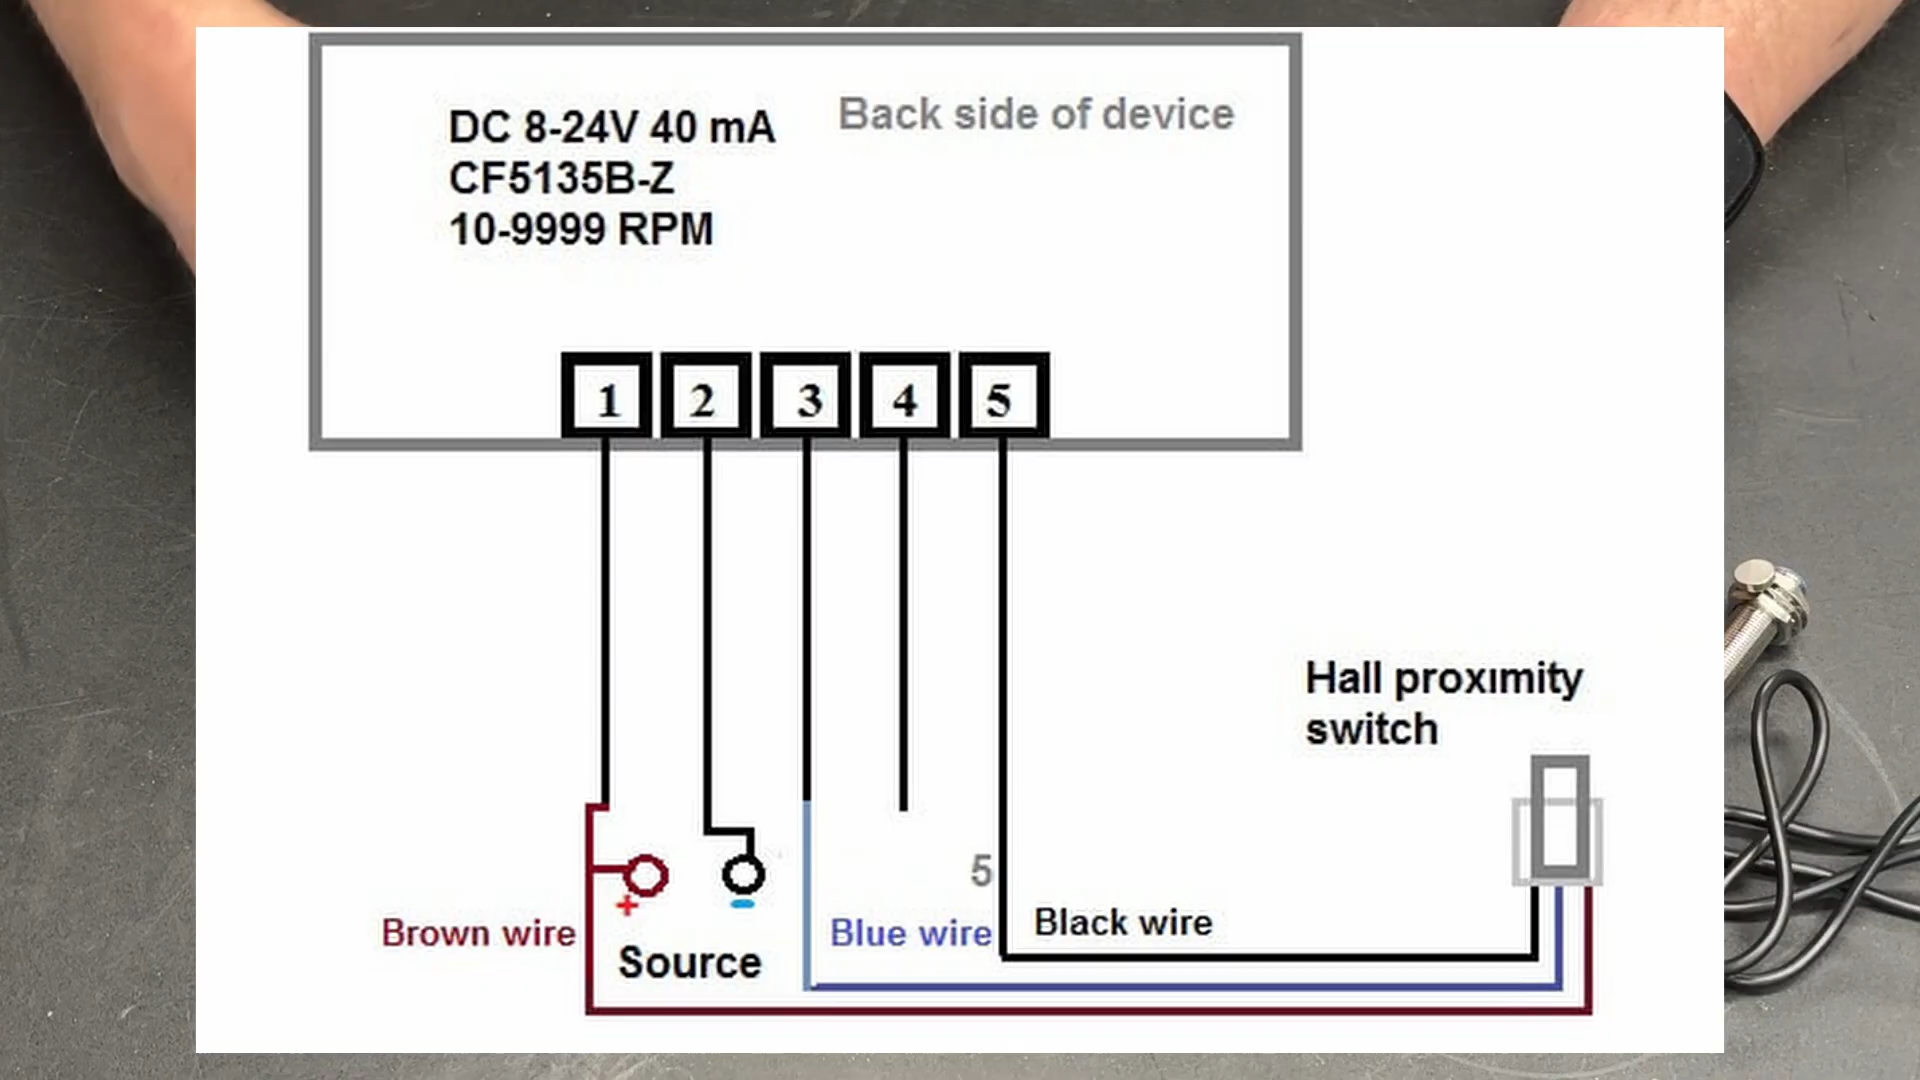 DC 8-24V 40 mA
CF5135B-Z
10-9999 RPM
Back side of device
1 2 3 4 5
Hall proxımity
switch
+
5
Brown wire
Source
Blue wire
Black wire